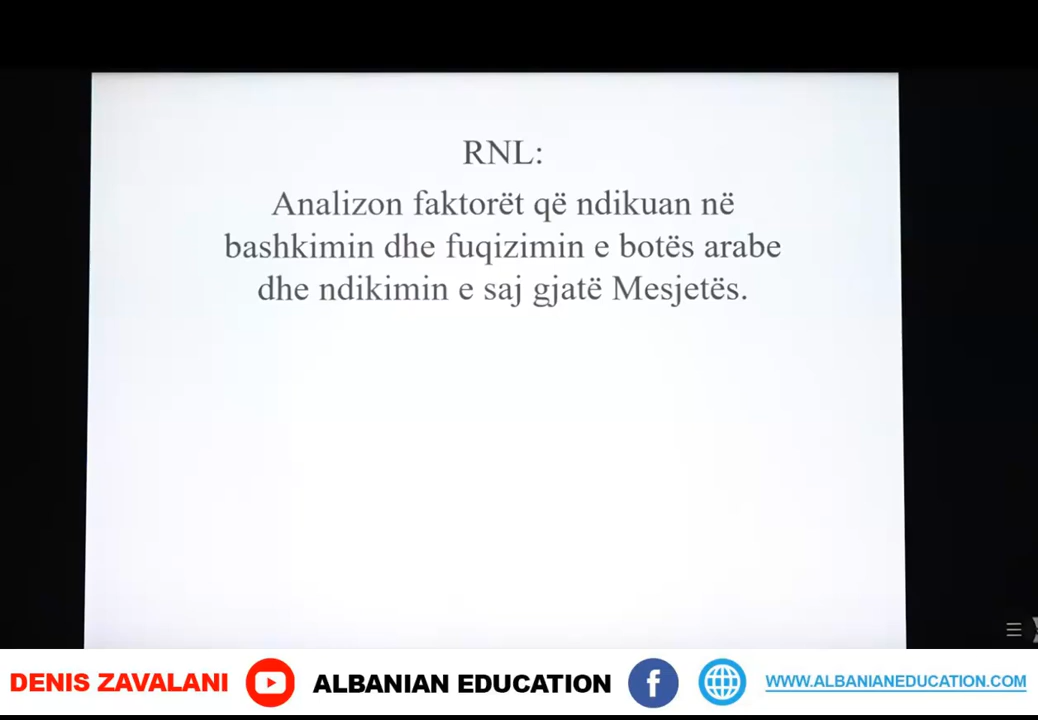 RNL:
Analizon faktorët që ndikuan në
bashkimin dhe fuqizimin e botës arabe
dhe ndikimin e saj gjatë Mesjetës.
DENIS ZAVALANI ALBANIAN EDUCATION WWW.ALBANIANEDUCATION.COM